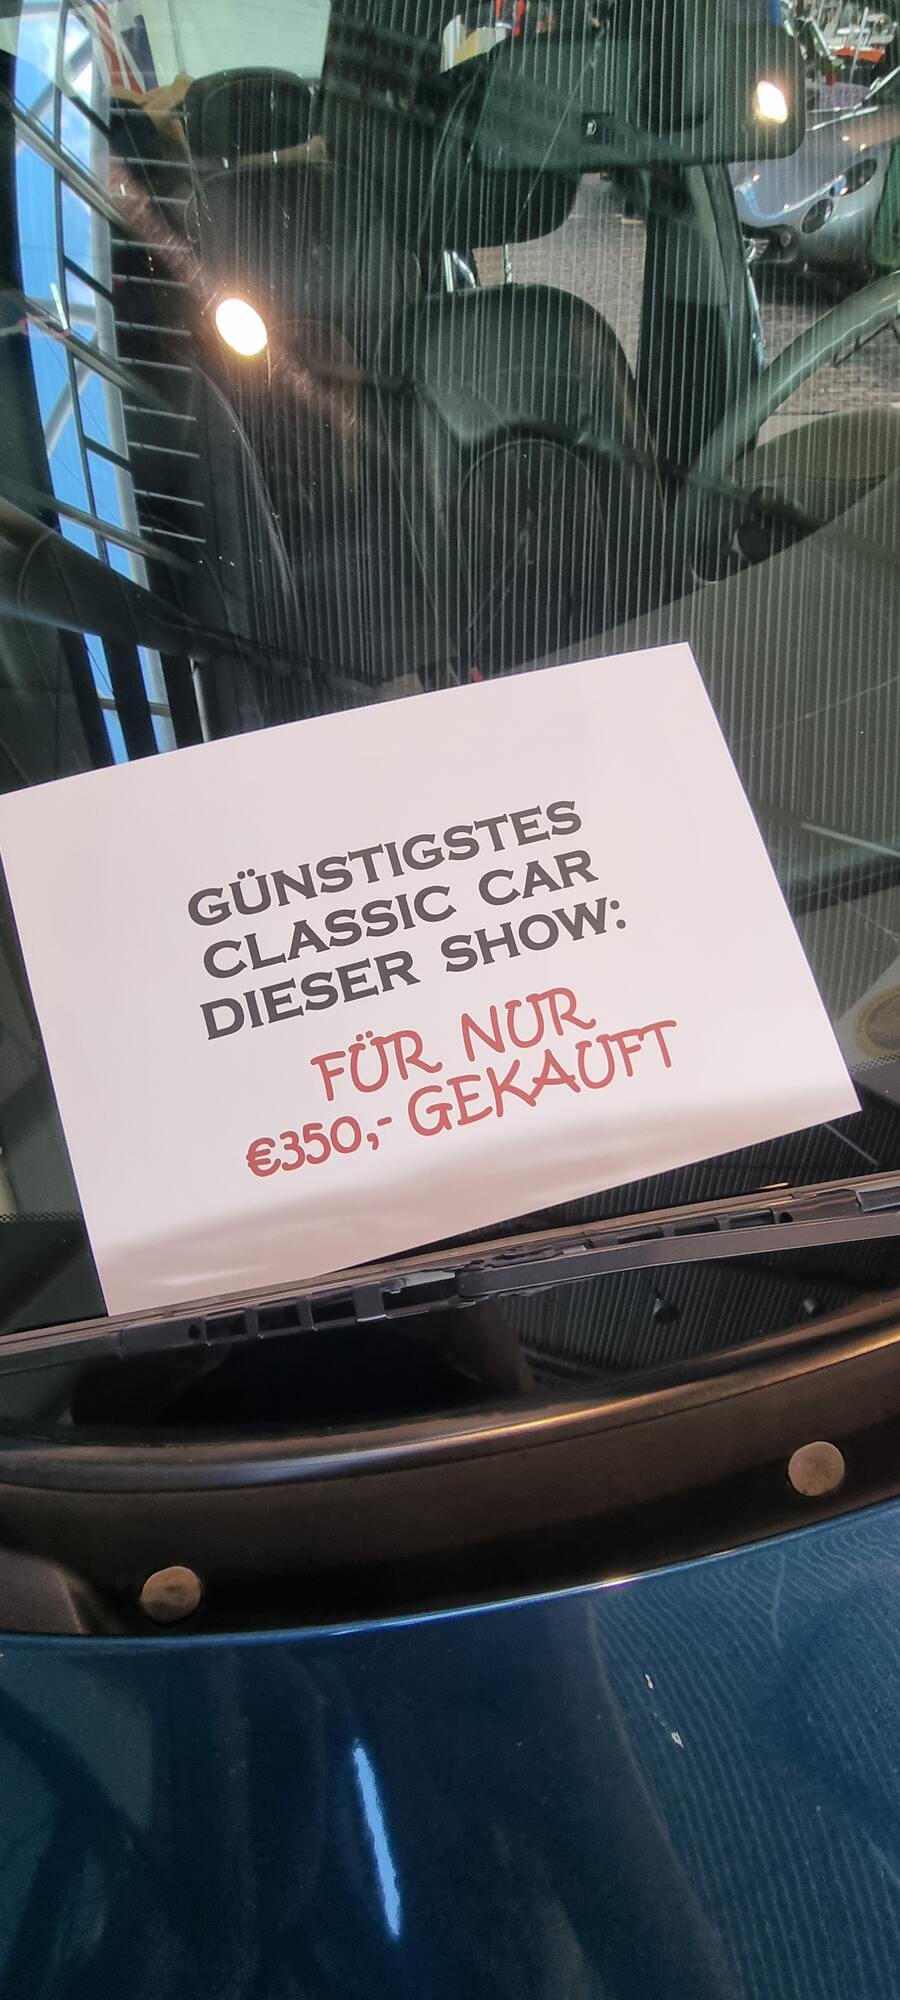 GÜNSTIGSTES
CLASSIC CAR
DIESER SHOW:
FÜR NUR
€350,- GEKAUFT